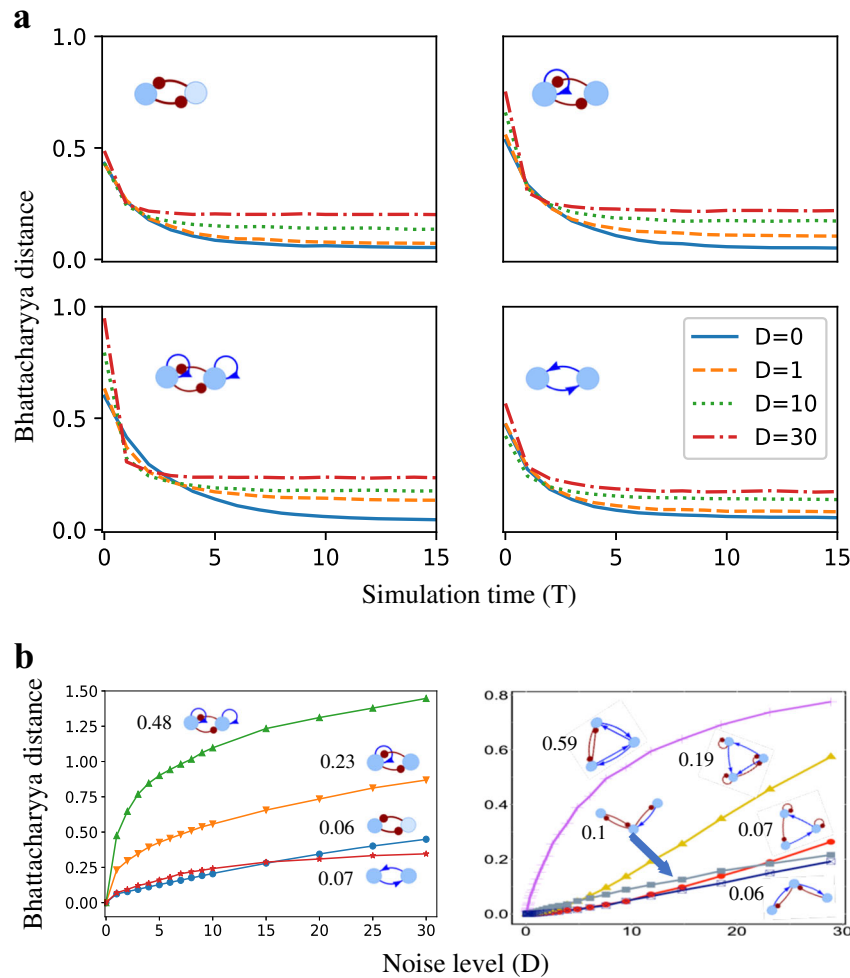 a
Bhattacharyya distance
1.0
0.5
0.0
1.0
0.5
0.0
0 5 10 15
0 5 10 15
D=0
D=1
D=10
D=30
Simulation time (T)
b
Bhattacharyya distance
1.50
1.25
1.00
0.75
0.50
0.25
0.00
0 5 10 15 20 25 30
0.48
0.23
0.06
0.07
0.8
0.6
0.4
0.2
0.0
0 5 10 15 20 25 30
0.59
0.19
0.1
0.07
0.06
Noise level (D)